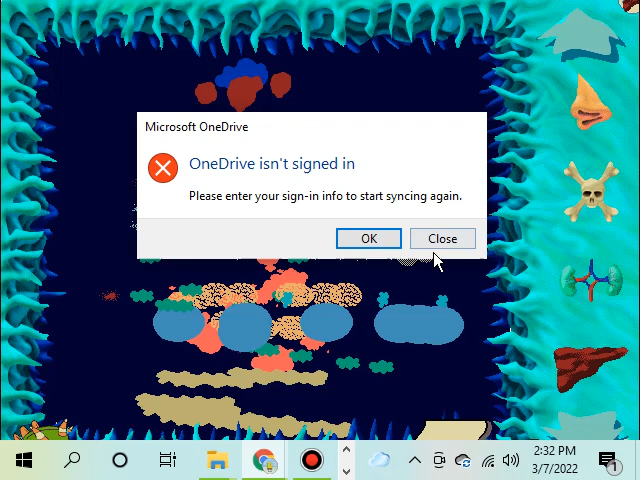 Microsoft OneDrive
OneDrive isn't signed in
Please enter your sign-in info to start syncing again.
OK
Close
2:32 PM
3/7/2022
1